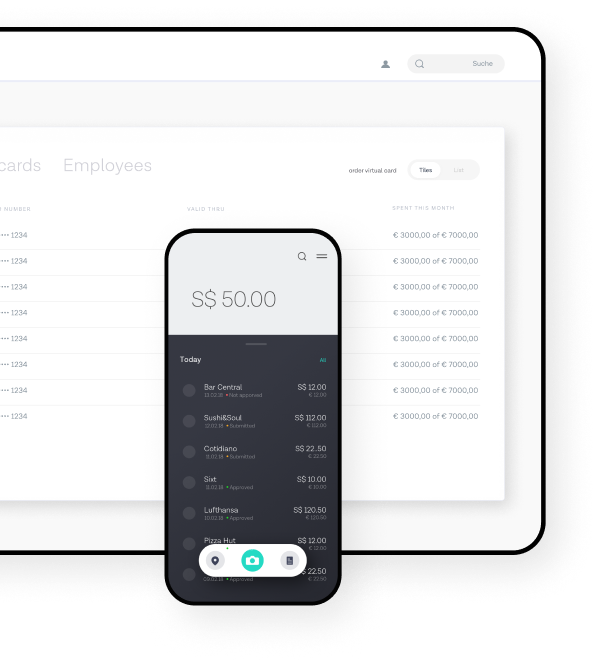 Suche
cards Employees
order virtual card Tiles List
NUMBER VALID THRU SPENT THIS MONTH
••• 1234 € 3000,00 of € 7000,00
••• 1234 € 3000,00 of € 7000,00
••• 1234 € 3000,00 of € 7000,00
••• 1234 € 3000,00 of € 7000,00
••• 1234 € 3000,00 of € 7000,00
••• 1234 € 3000,00 of € 7000,00
••• 1234 € 3000,00 of € 7000,00
••• 1234 € 3000,00 of € 7000,00
S$ 50.00
Today All
Bar Central S$ 12.00
13.02.18 • Not approved € 12.00
Sushi&Soul S$ 112.00
12.02.18 • Submitted € 112.00
Cotidiano S$ 22..50
11.02.18 • Submitted € 22.50
Sixt S$ 10.00
11.02.18 • Approved € 10.00
Lufthansa S$ 120.50
10.02.18 • Approved € 120.50
Pizza Hut S$ 12.00
€ 12.00
$ 22.50
09.02.18 • Approved € 22.50